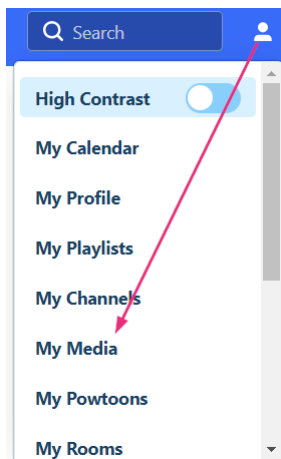 Search
High Contrast
My Calendar
My Profile
My Playlists
My Channels
My Media
My Powtoons
My Rooms